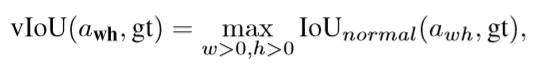 vIoU(a_wh, gt) = max_{w>0,h>0} IoU_normal(a_wh, gt),